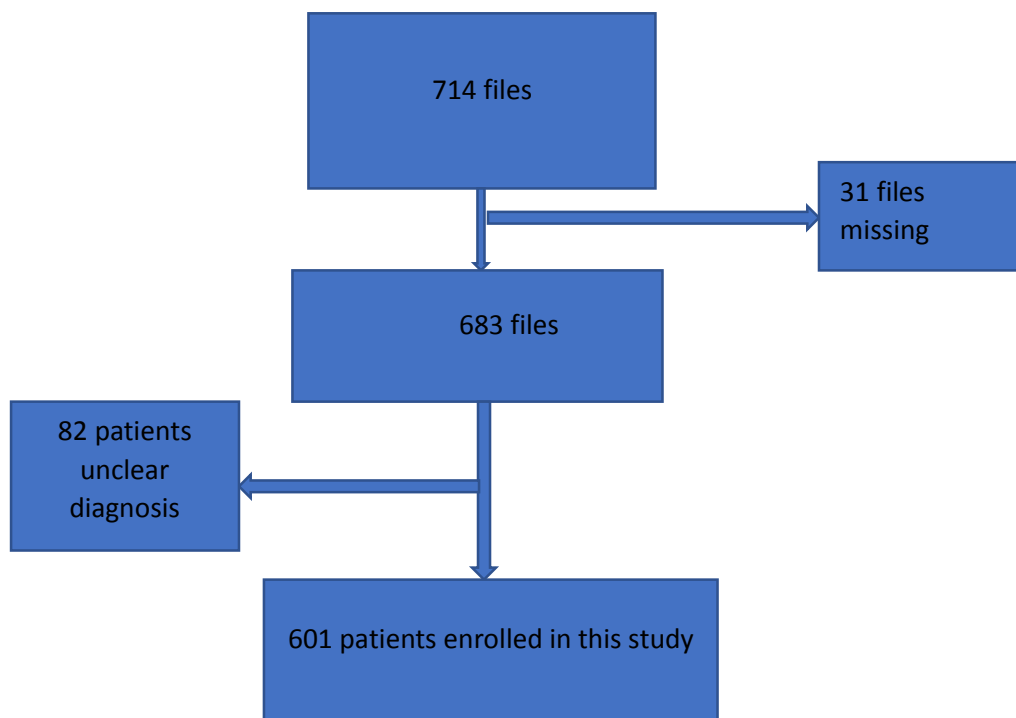 714 files
31 files
missing
683 files
82 patients
unclear
diagnosis
601 patients enrolled in this study